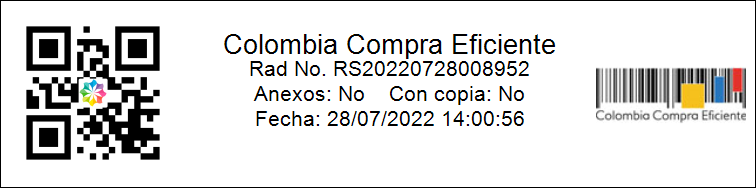 Colombia Compra Eficiente
Rad No. RS20220728008952
Anexos: No Con copia: No
Fecha: 28/07/2022 14:00:56
Colombia Compra Eficiente